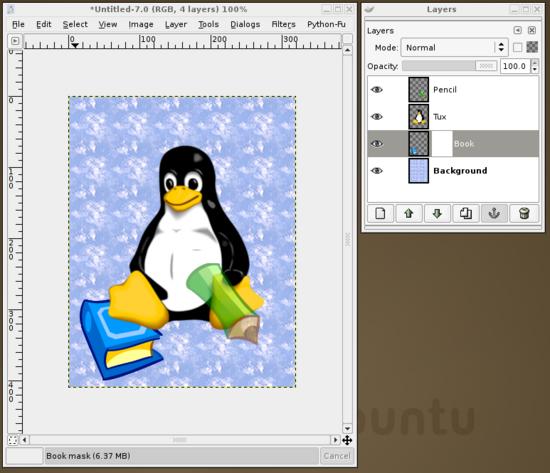 *Untitled-7.0 (RGB, 4 layers) 100%
File Edit Select View Image Layer Tools Dialogs Filters Python-Fu
0 100 200 300
0
100
200
300
400
Book mask (6.37 MB) Cancel
Layers
Layers
Mode: Normal
Opacity: 100.0
Pencil
Tux
Book
Background
untu